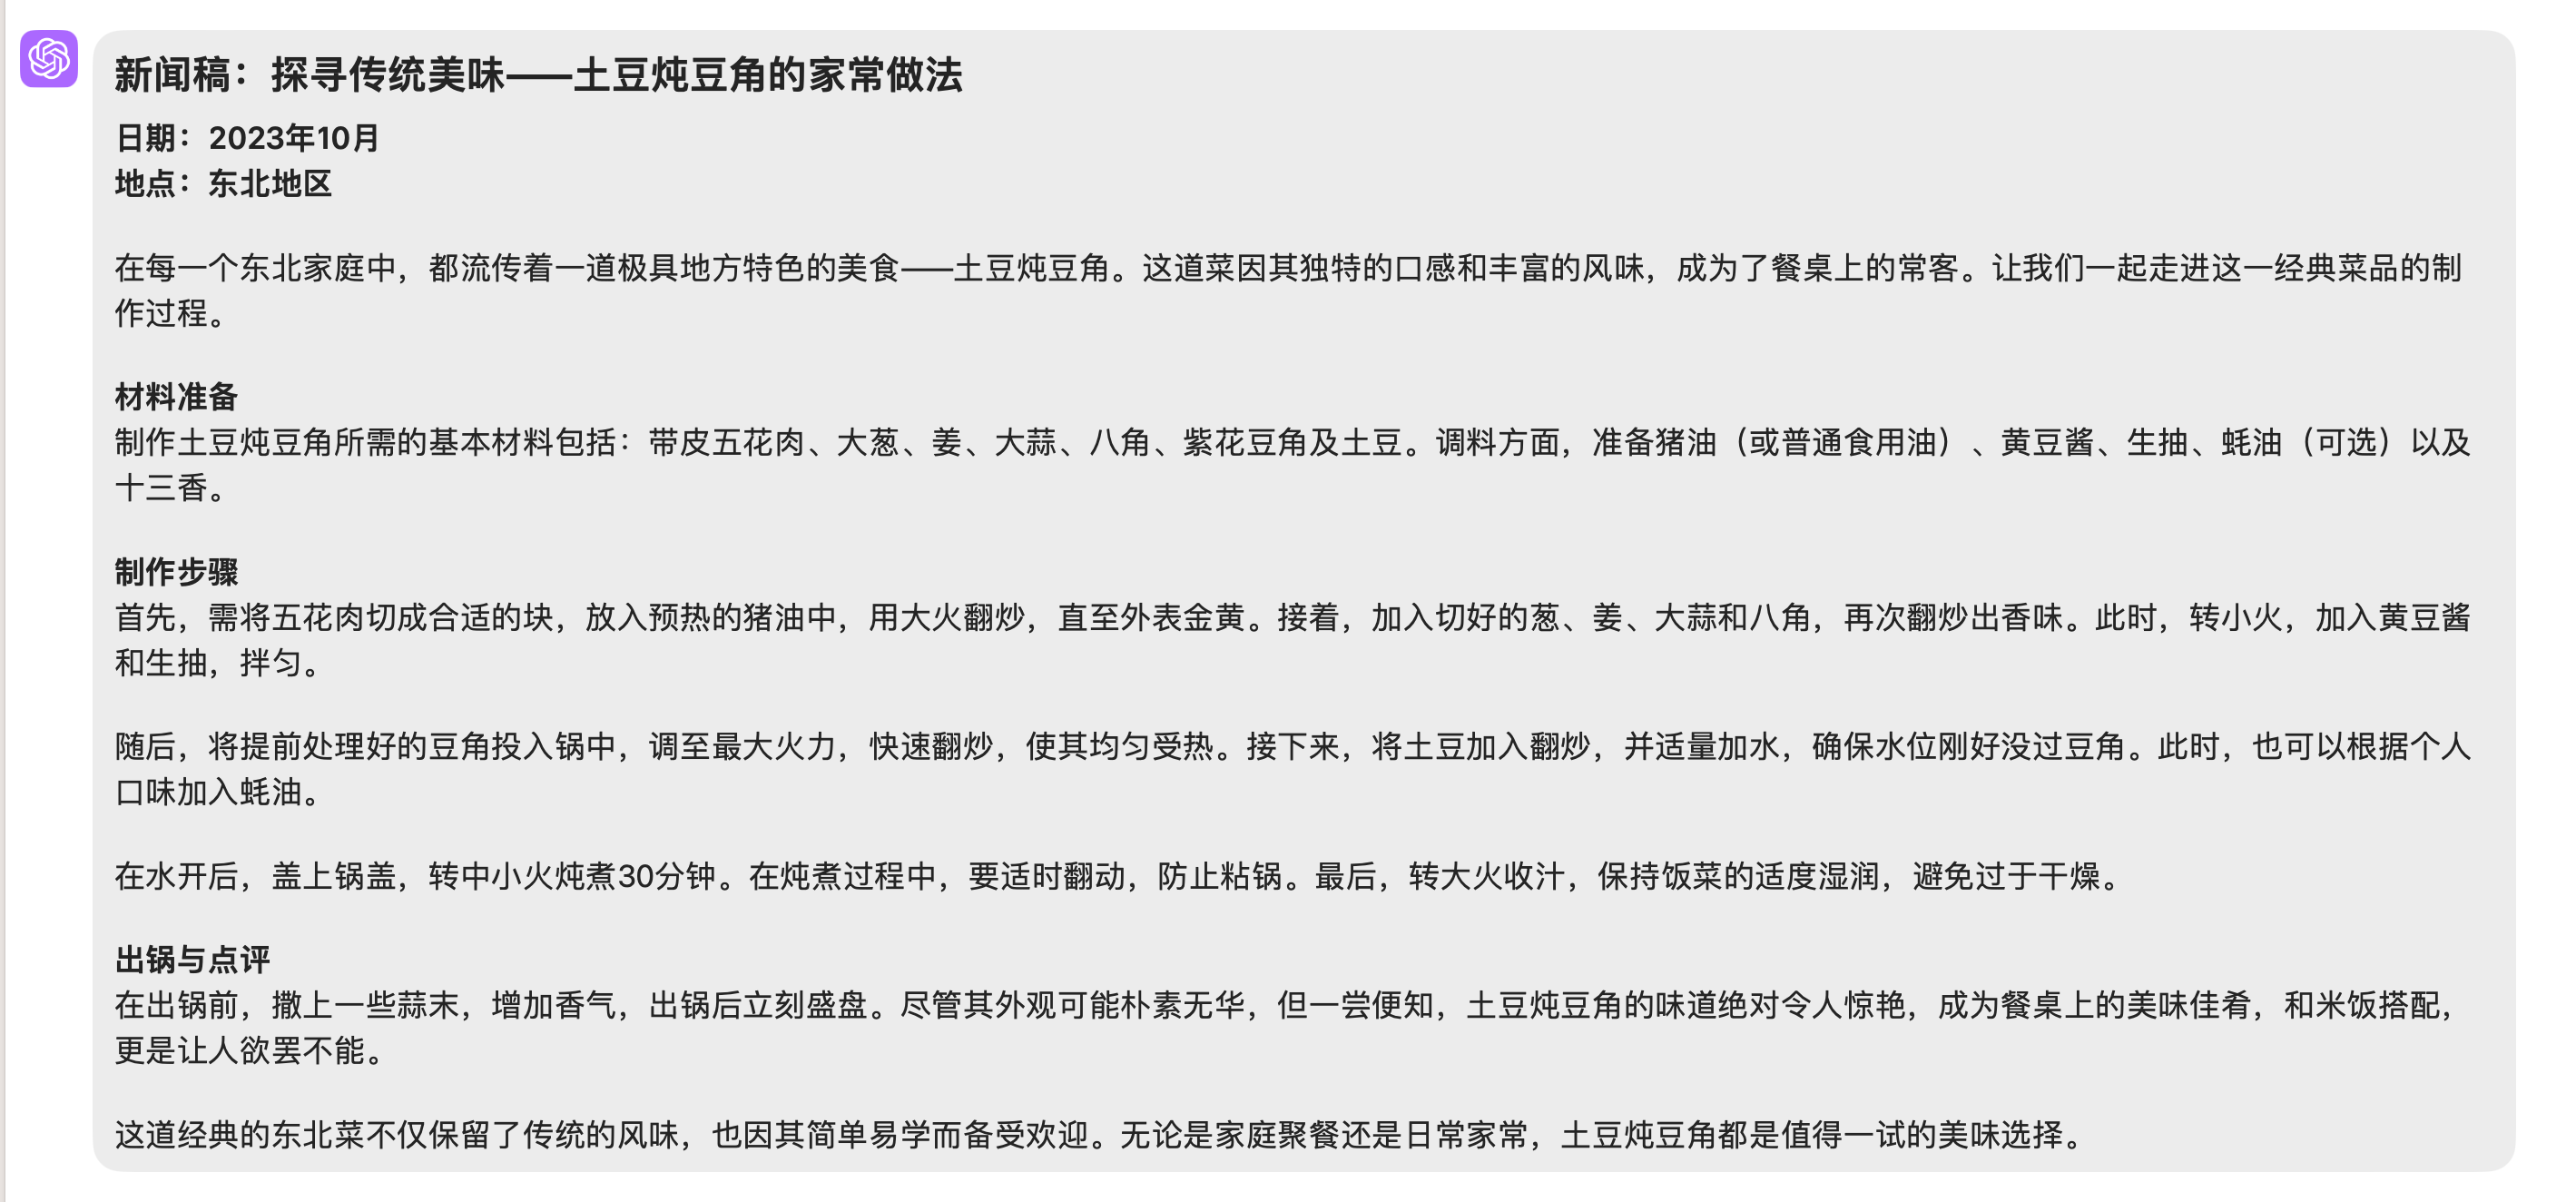 新闻稿：探寻传统美味——土豆炖豆角的家常做法
日期：2023年10月
地点：东北地区
在每一个东北家庭中，都流传着一道极具地方特色的美食——土豆炖豆角。这道菜因其独特的口感和丰富的风味，成为了餐桌上的常客。让我们一起走进这一经典菜品的制
作过程。
材料准备
制作土豆炖豆角所需的基本材料包括：带皮五花肉、大葱、姜、大蒜、八角、紫花豆角及土豆。调料方面，准备猪油（或普通食用油）、黄豆酱、生抽、蚝油（可选）以及
十三香。
制作步骤
首先，需将五花肉切成合适的块，放入预热的猪油中，用大火翻炒，直至外表金黄。接着，加入切好的葱、姜、大蒜和八角，再次翻炒出香味。此时，转小火，加入黄豆酱
和生抽，拌匀。
随后，将提前处理好的豆角投入锅中，调至最大火力，快速翻炒，使其均匀受热。接下来，将土豆加入翻炒，并适量加水，确保水位刚好没过豆角。此时，也可以根据个人
口味加入蚝油。
在水开后，盖上锅盖，转中小火炖煮30分钟。在炖煮过程中，要适时翻动，防止粘锅。最后，转大火收汁，保持饭菜的适度湿润，避免过于干燥。
出锅与点评
在出锅前，撒上一些蒜末，增加香气，出锅后立刻盛盘。尽管其外观可能朴素无华，但一尝便知，土豆炖豆角的味道绝对令人惊艳，成为餐桌上的美味佳肴，和米饭搭配，
更是让人欲罢不能。
这道经典的东北菜不仅保留了传统的风味，也因其简单易学而备受欢迎。无论是家庭聚餐还是日常家常，土豆炖豆角都是值得一试的美味选择。